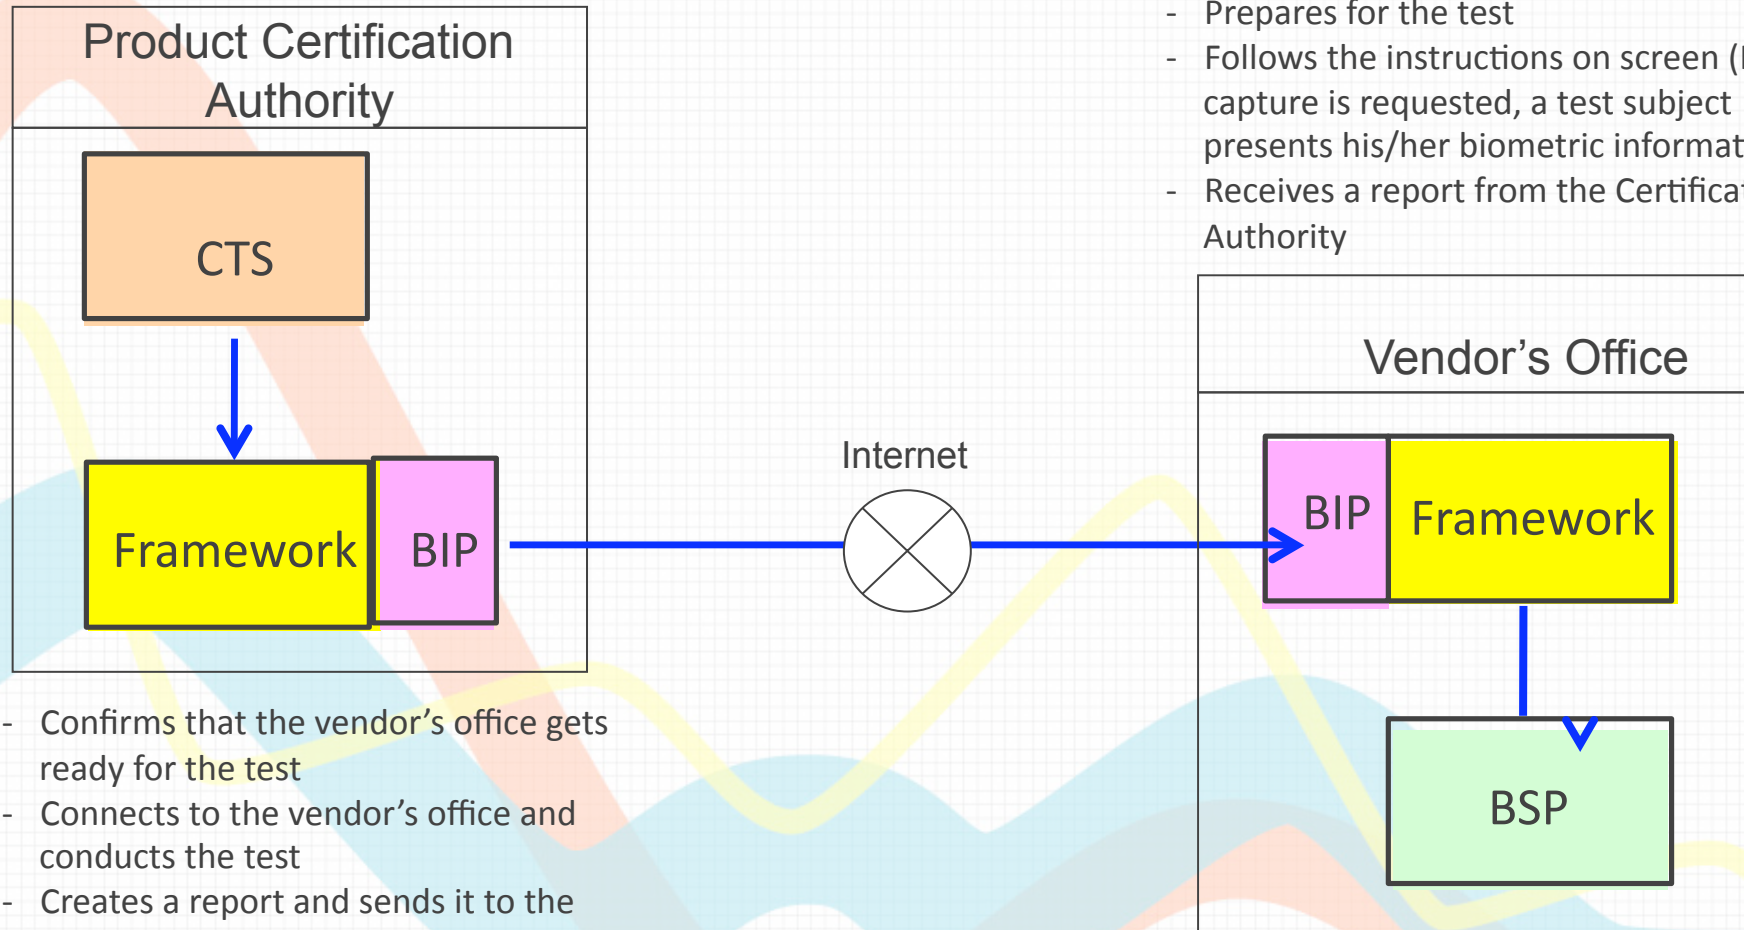 Product Certification
Authority
CTS
Framework
BIP
- Confirms that the vendor’s office gets
ready for the test
- Connects to the vendor’s office and
conducts the test
- Creates a report and sends it to the
Internet
- Prepares for the test
- Follows the instructions on screen (
capture is requested, a test subject
presents his/her biometric informat
- Receives a report from the Certifica
Authority
Vendor’s Office
BIP
Framework
BSP